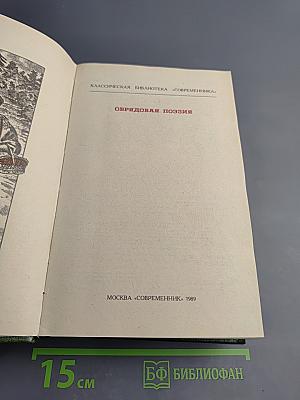 КЛАССИЧЕСКАЯ БИБЛИОТЕКА «СОВРЕМЕННИКА»
ОБРЯДОВАЯ ПОЭЗИЯ
МОСКВА «СОВРЕМЕННИК» 1989
15 см
БФ БИБЛИОФАН